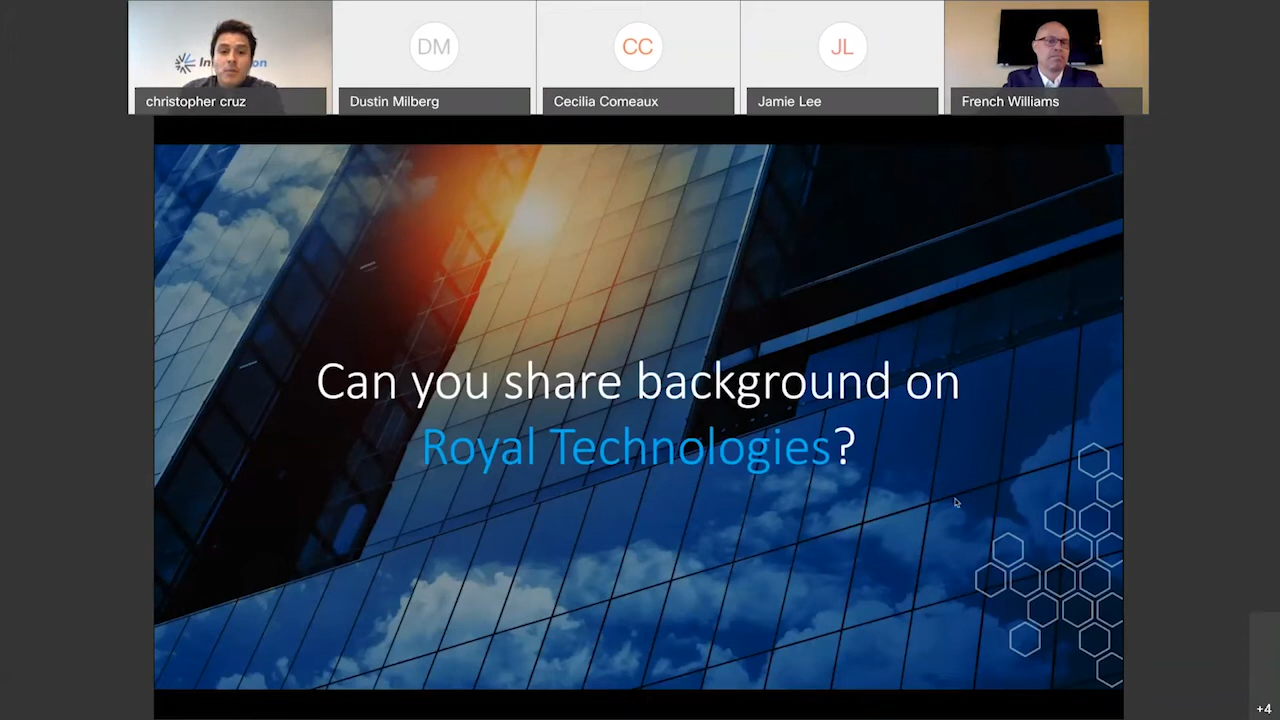 DM
CC
JL
christopher cruz
Dustin Milberg
Cecilia Comeaux
Jamie Lee
French Williams
Can you share background on
Royal Technologies?
+4